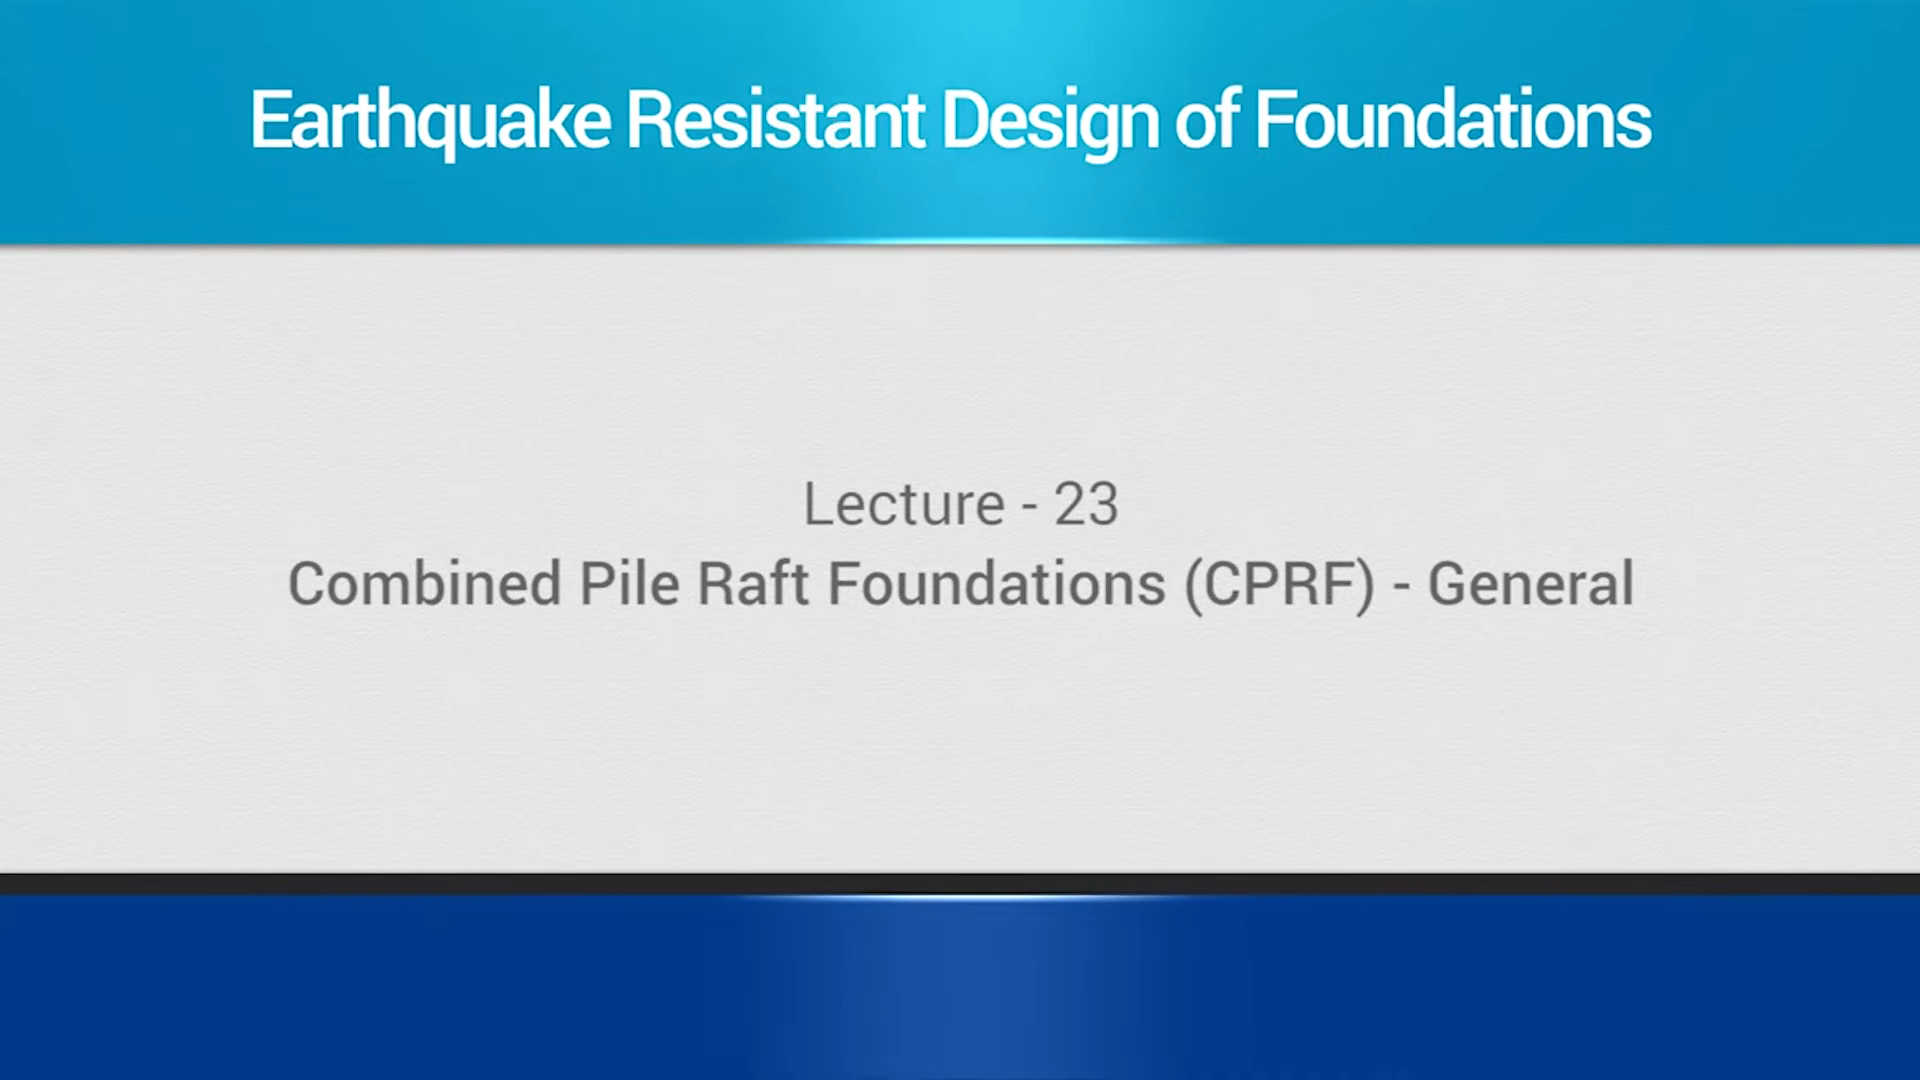 Earthquake Resistant Design of Foundations
Lecture - 23
Combined Pile Raft Foundations (CPRF) - General